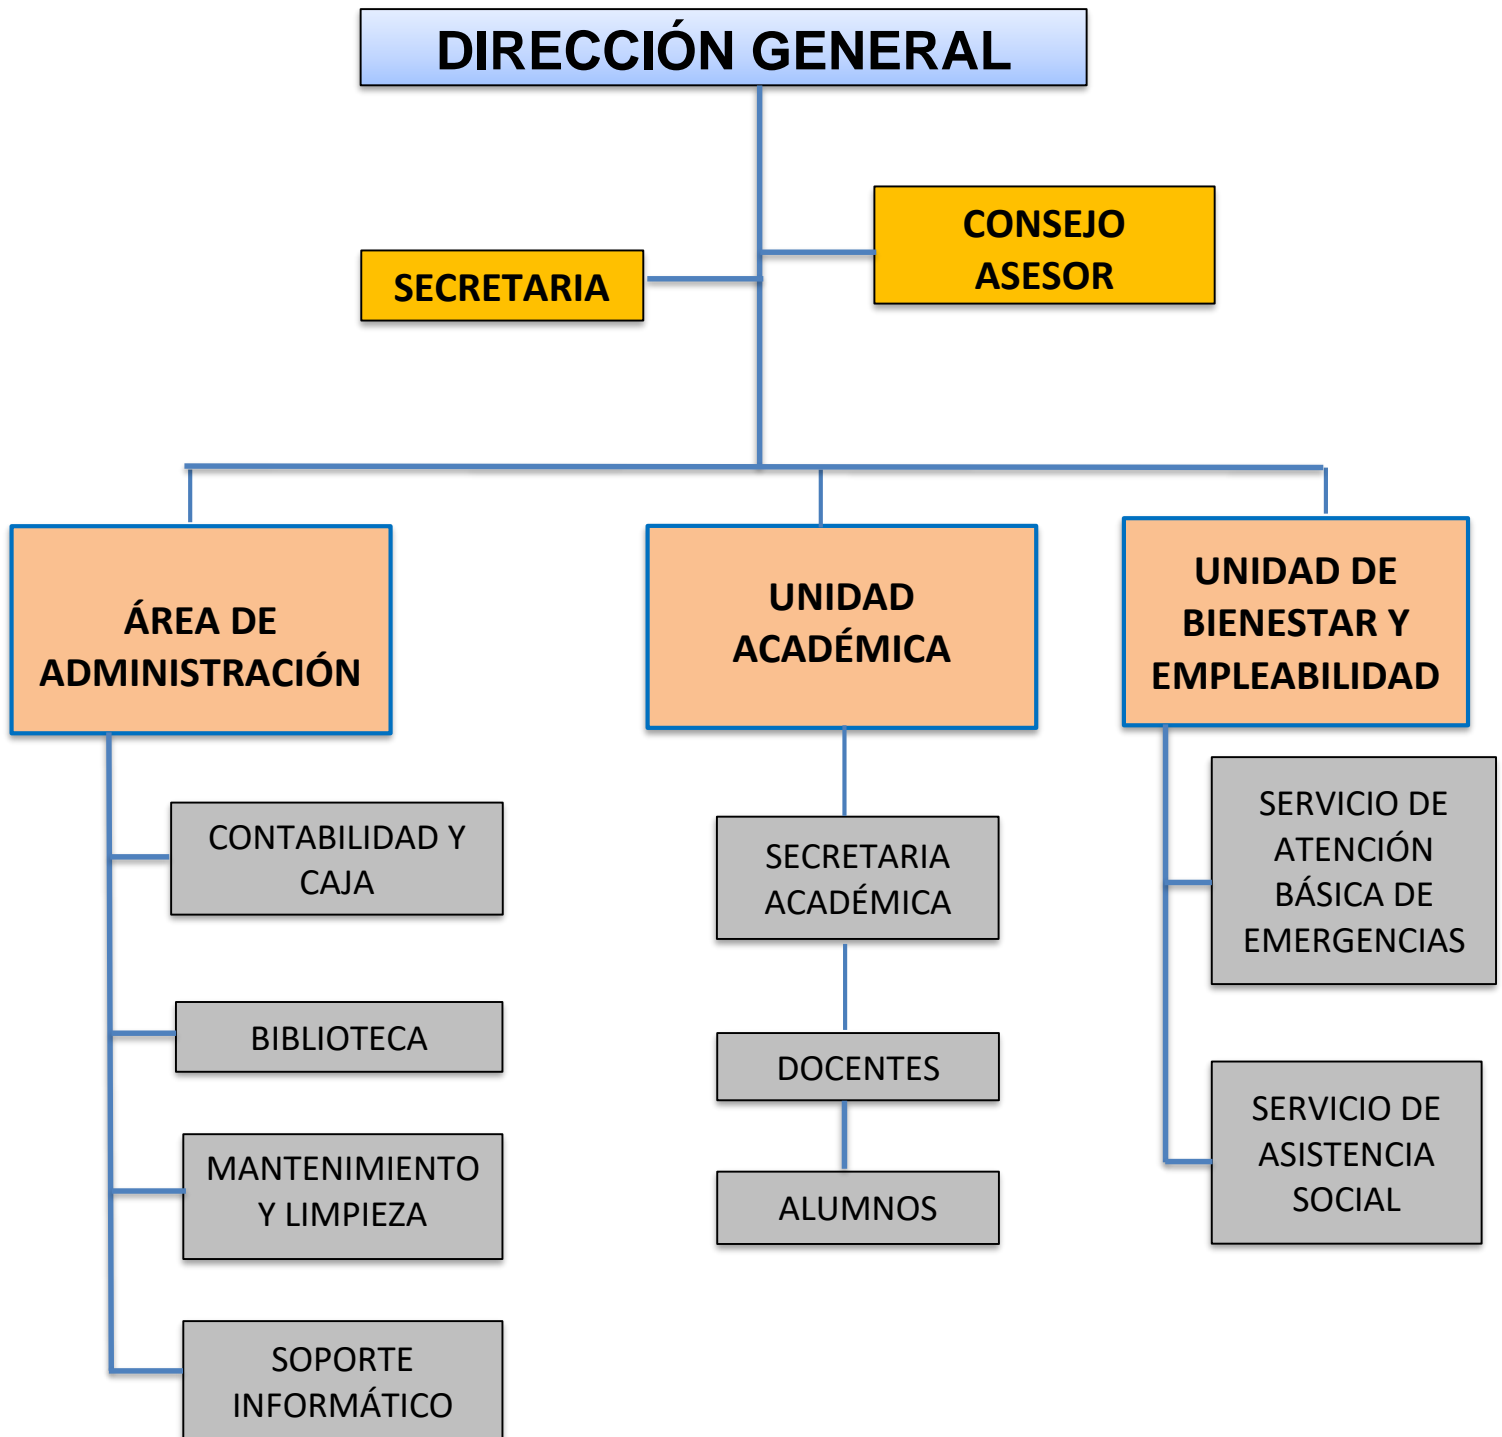 DIRECCIÓN GENERAL
CONSEJO
ASESOR
SECRETARIA
ÁREA DE
ADMINISTRACIÓN
UNIDAD
ACADÉMICA
UNIDAD DE
BIENESTAR Y
EMPLEABILIDAD
CONTABILIDAD Y
CAJA
BIBLIOTECA
MANTENIMIENTO
Y LIMPIEZA
SOPORTE
INFORMÁTICO
SECRETARIA
ACADÉMICA
DOCENTES
ALUMNOS
SERVICIO DE
ATENCIÓN
BÁSICA DE
EMERGENCIAS
SERVICIO DE
ASISTENCIA
SOCIAL